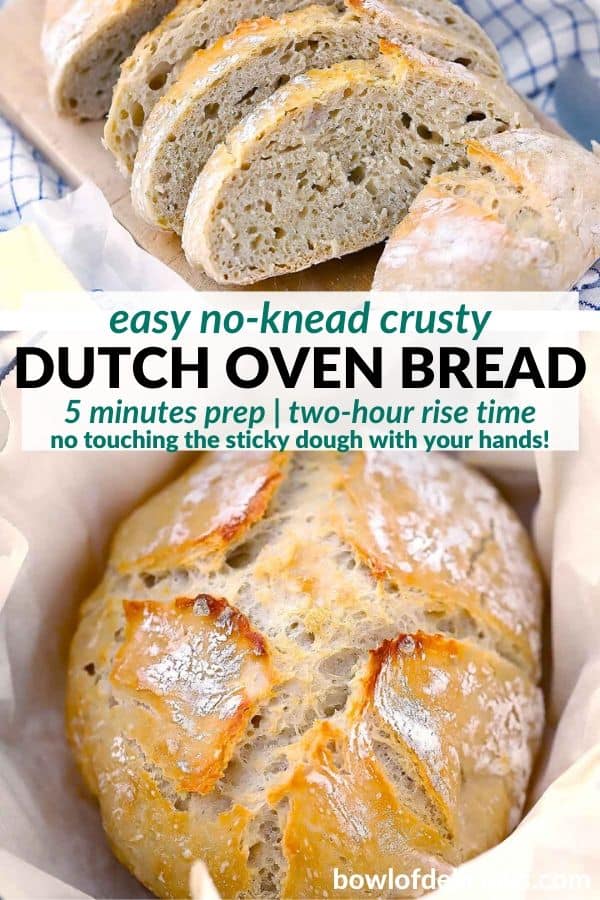 easy no-knead crusty
DUTCH OVEN BREAD
5 minutes prep | two-hour rise time
no touching the sticky dough with your hands!